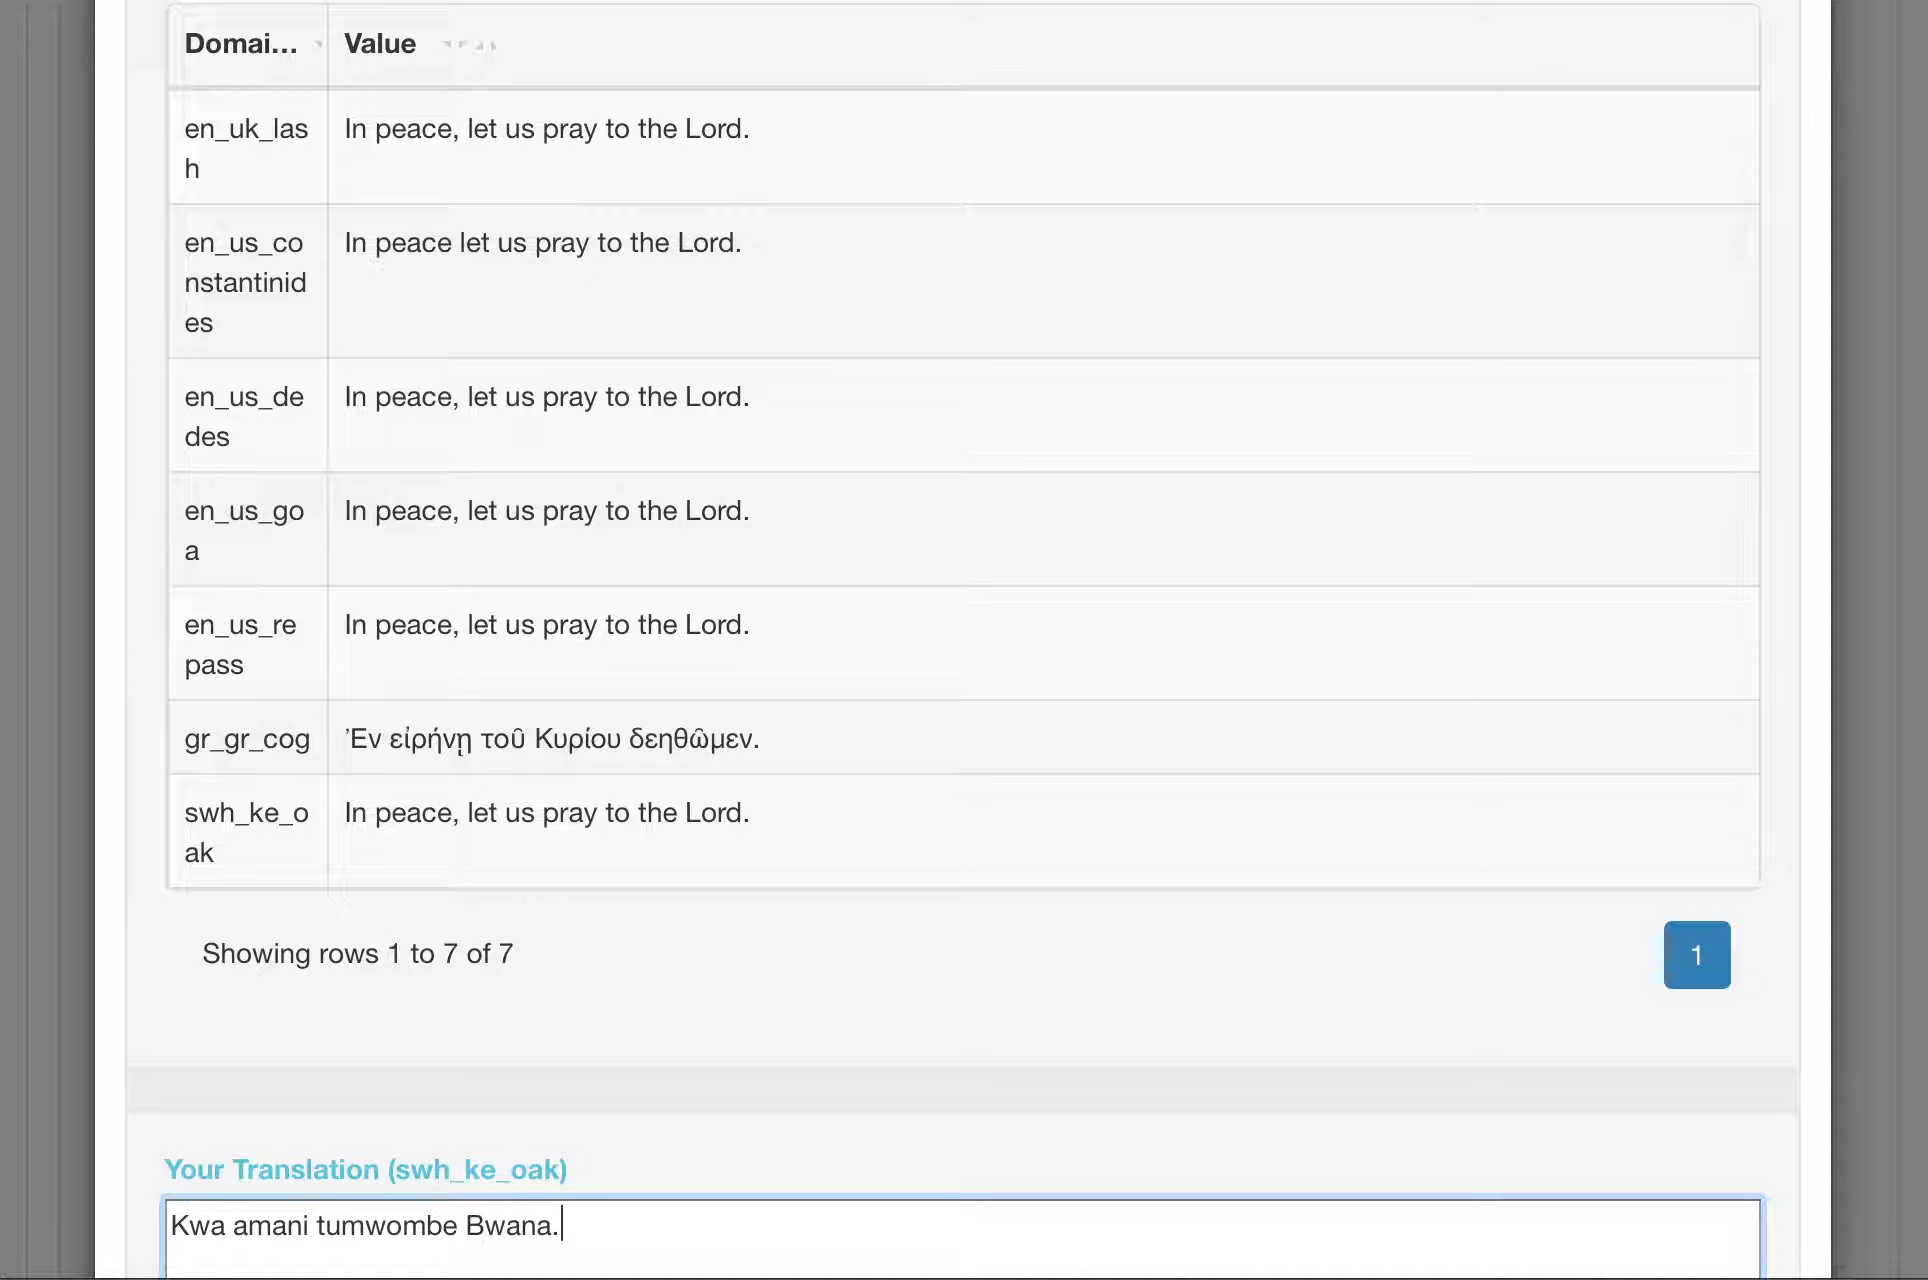 Domai... Value
en_uk_las In peace, let us pray to the Lord.
h
en_us_co In peace let us pray to the Lord.
nstantinid
es
en_us_de In peace, let us pray to the Lord.
des
en_us_go In peace, let us pray to the Lord.
a
en_us_re In peace, let us pray to the Lord.
pass
gr_gr_cog Ἐν εἰρήνῃ τοῦ Κυρίου δεηθῶμεν.
swh_ke_o In peace, let us pray to the Lord.
ak
Showing rows 1 to 7 of 7 1
Your Translation (swh_ke_oak)
Kwa amani tumwombe Bwana.